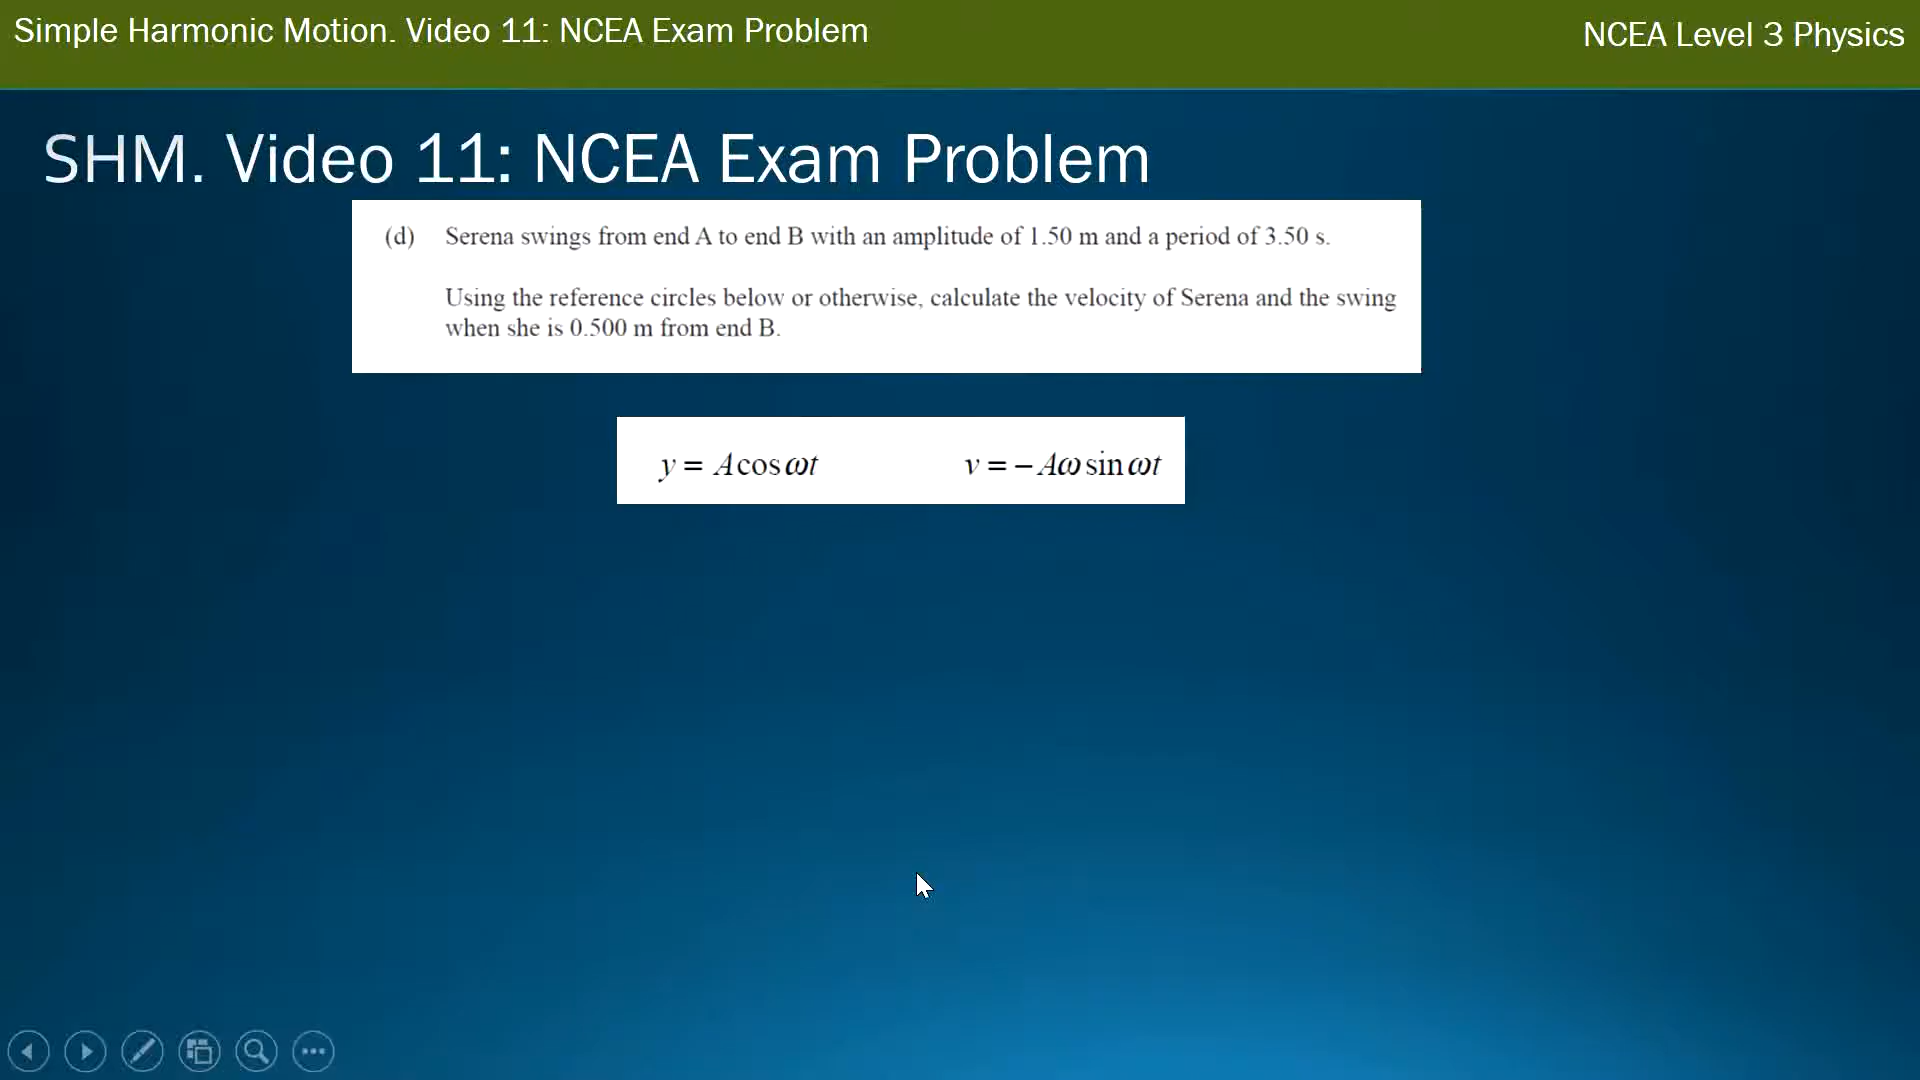 Simple Harmonic Motion. Video 11: NCEA Exam Problem
NCEA Level 3 Physics
SHM. Video 11: NCEA Exam Problem
(d) Serena swings from end A to end B with an amplitude of 1.50 m and a period of 3.50 s.
Using the reference circles below or otherwise, calculate the velocity of Serena and the swing
when she is 0.500 m from end B.
y = A cos ωt
v = – Aω sin ωt